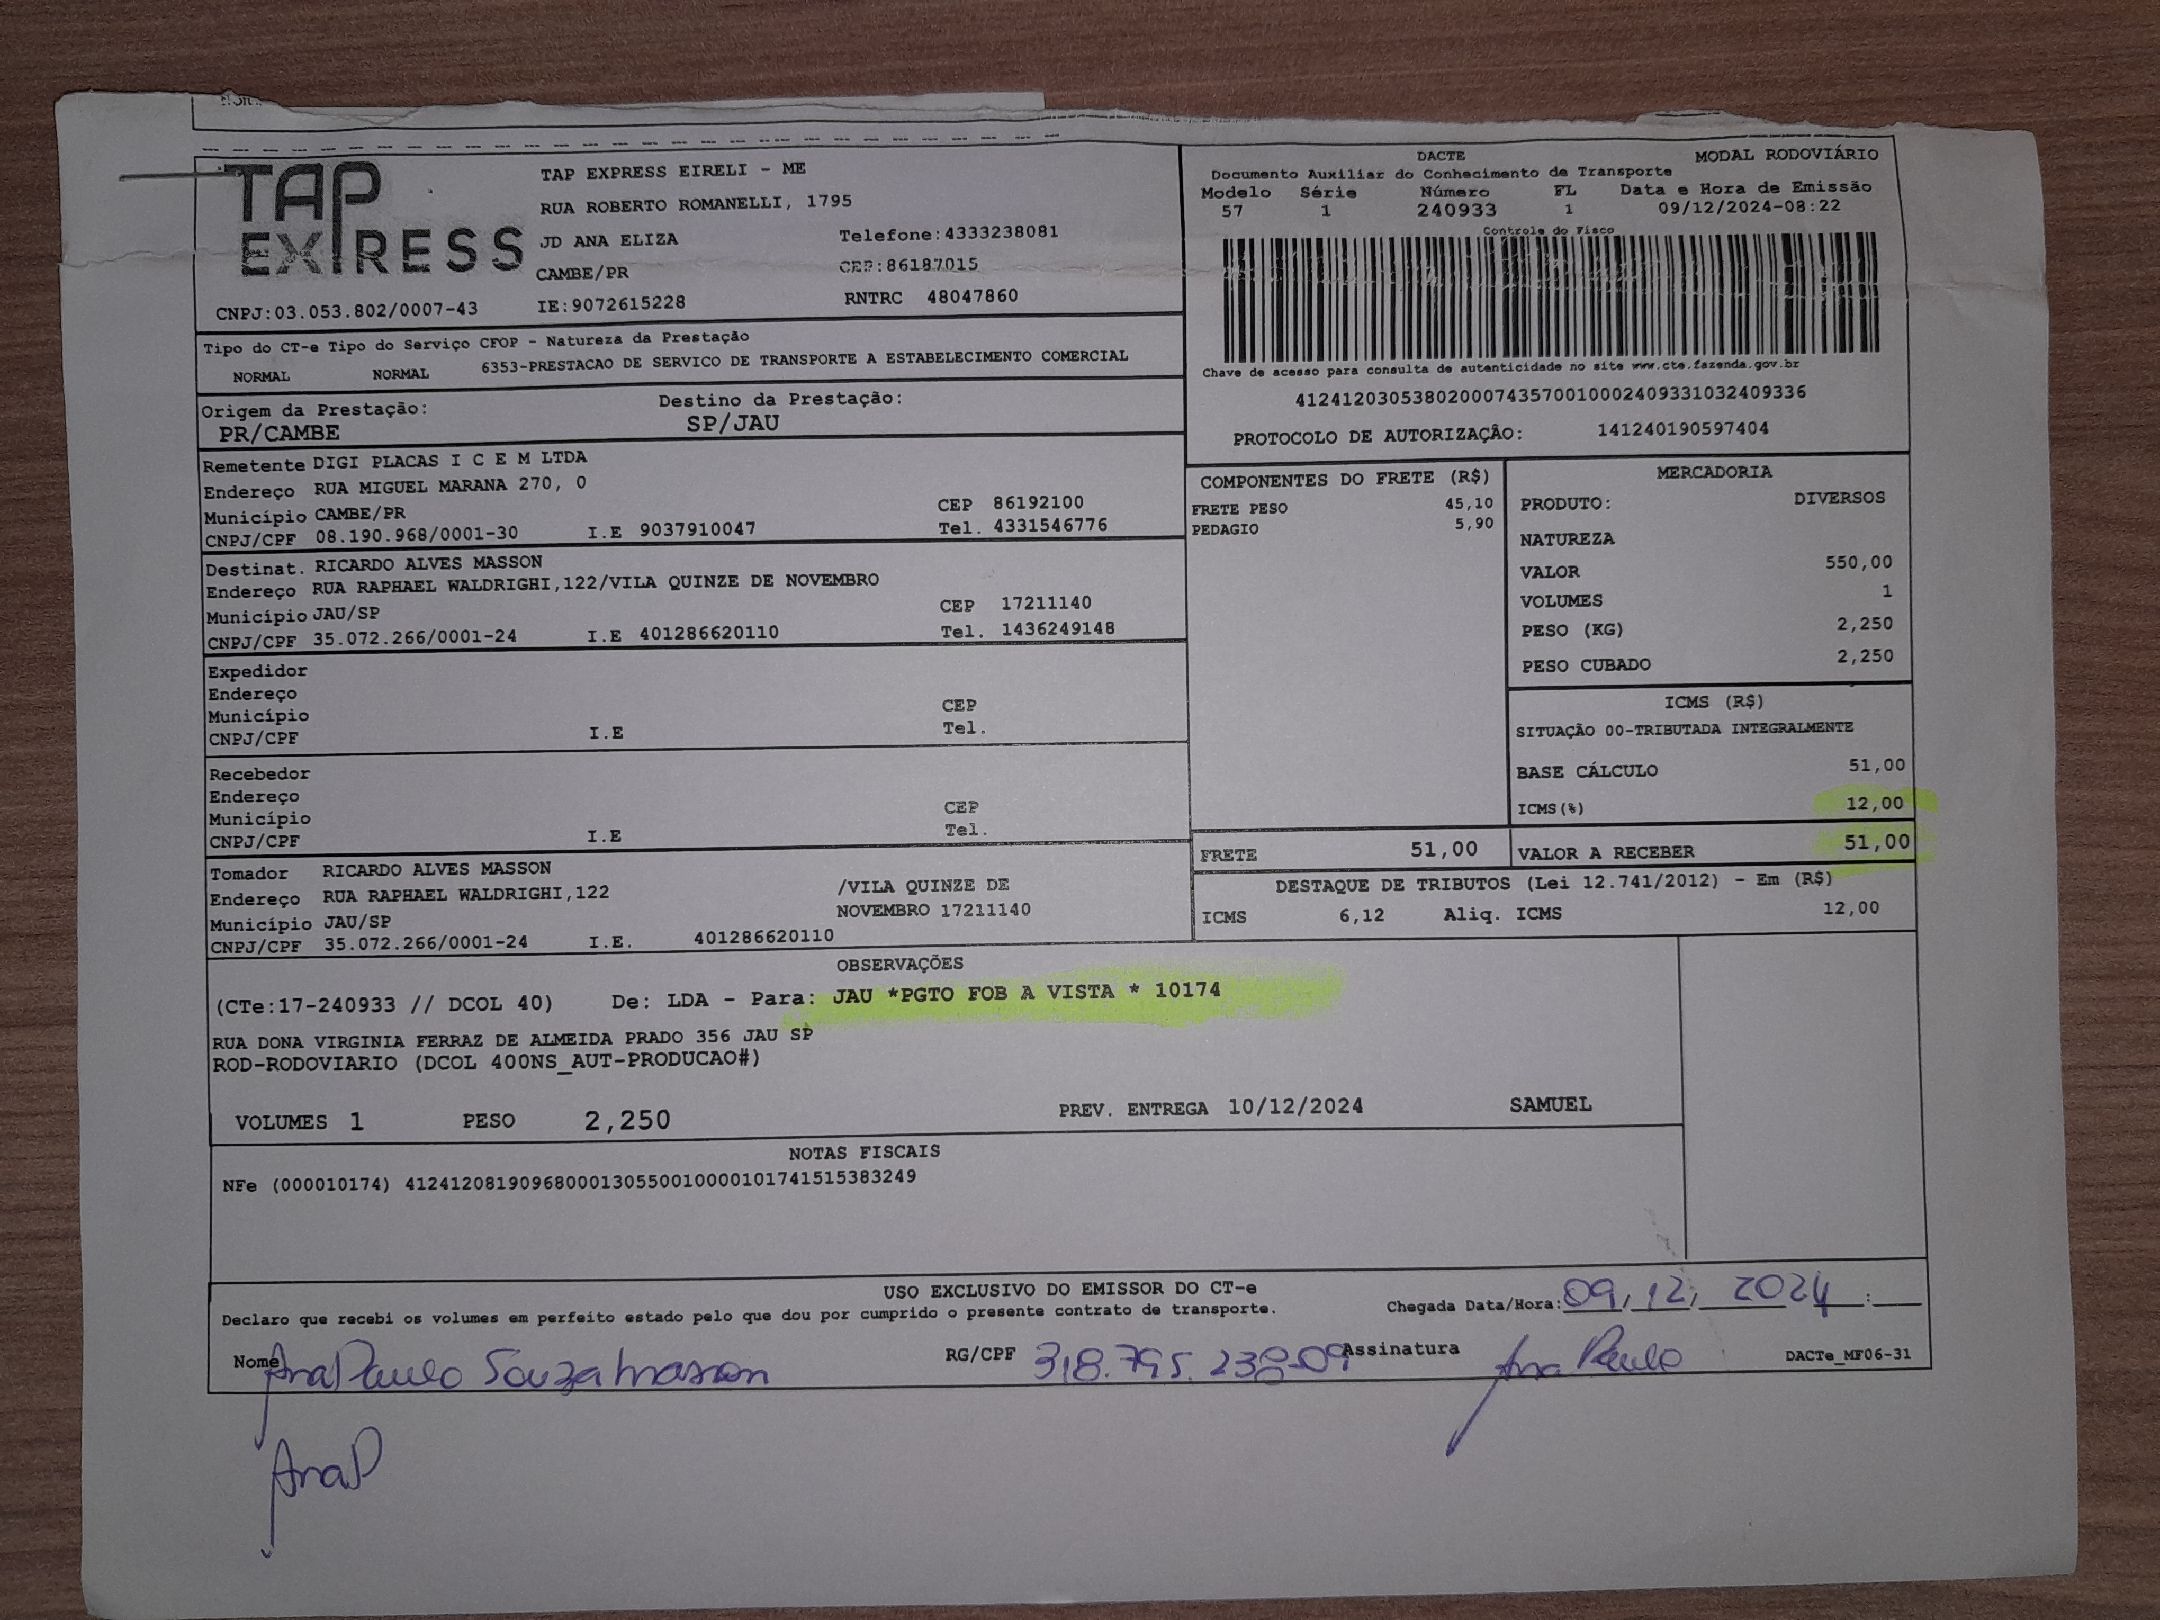 TAP
EXPRESS
TAP EXPRESS EIRELI - ME
RUA ROBERTO ROMANELLI, 1795
JD ANA ELIZA Telefone:4333238081
CAMBE/PR CEP:86187015
CNPJ:03.053.802/0007-43 IE:9072615228 RNTRC 48047860
DACTE MODAL RODOVIÁRIO
Documento Auxiliar do Conhecimento de Transporte
Modelo Série Número FL Data e Hora de Emissão
57 1 240933 1 09/12/2024-08:22
Controle do Fisco
Chave de acesso para consulta de autenticidade no site www.cte.fazenda.gov.br
41241203053802000743570010002409331032409336
PROTOCOLO DE AUTORIZAÇÃO: 141240190597404
Tipo do CT-e Tipo do Serviço CFOP - Natureza da Prestação
NORMAL NORMAL 6353-PRESTACAO DE SERVICO DE TRANSPORTE A ESTABELECIMENTO COMERCIAL
Origem da Prestação: Destino da Prestação:
PR/CAMBE SP/JAU
Remetente DIGI PLACAS I C E M LTDA
Endereço RUA MIGUEL MARANA 270, 0
Município CAMBE/PR CEP 86192100
CNPJ/CPF 08.190.968/0001-30 I.E 9037910047 Tel. 4331546776
Destinat. RICARDO ALVES MASSON
Endereço RUA RAPHAEL WALDRIGHI,122/VILA QUINZE DE NOVEMBRO
Município JAU/SP CEP 17211140
CNPJ/CPF 35.072.266/0001-24 I.E 401286620110 Tel. 1436249148
Expedidor
Endereço
Município CEP
CNPJ/CPF I.E Tel.
Recebedor
Endereço
Município CEP
CNPJ/CPF I.E Tel.
Tomador RICARDO ALVES MASSON
Endereço RUA RAPHAEL WALDRIGHI,122 /VILA QUINZE DE
Município JAU/SP NOVEMBRO 17211140
CNPJ/CPF 35.072.266/0001-24 I.E. 401286620110
COMPONENTES DO FRETE (R$)
FRETE PESO 45,10
PEDAGIO 5,90
MERCADORIA
PRODUTO: DIVERSOS
NATUREZA
VALOR 550,00
VOLUMES 1
PESO (KG) 2,250
PESO CUBADO 2,250
ICMS (R$)
SITUAÇÃO 00-TRIBUTADA INTEGRALMENTE
BASE CÁLCULO 51,00
ICMS(%) 12,00
FRETE 51,00 VALOR A RECEBER 51,00
DESTAQUE DE TRIBUTOS (Lei 12.741/2012) - Em (R$)
ICMS 6,12 Aliq. ICMS 12,00
OBSERVAÇÕES
(CTe:17-240933 // DCOL 40) De: LDA - Para: JAU *PGTO FOB A VISTA * 10174
RUA DONA VIRGINIA FERRAZ DE ALMEIDA PRADO 356 JAU SP
ROD-RODOVIARIO (DCOL 400NS_AUT-PRODUCAO#)
VOLUMES 1 PESO 2,250 PREV. ENTREGA 10/12/2024 SAMUEL
NOTAS FISCAIS
NFe (000010174) 41241208190968000130550010000101741515383249
USO EXCLUSIVO DO EMISSOR DO CT-e
Declaro que recebi os volumes em perfeito estado pelo que dou por cumprido o presente contrato de transporte. Chegada Data/Hora: 09, 12, 2024 :
Nome Ana Paula Souza Masson RG/CPF 318.795.238-09 Assinatura Ana Paula DACTe_MF06-31
AnaP